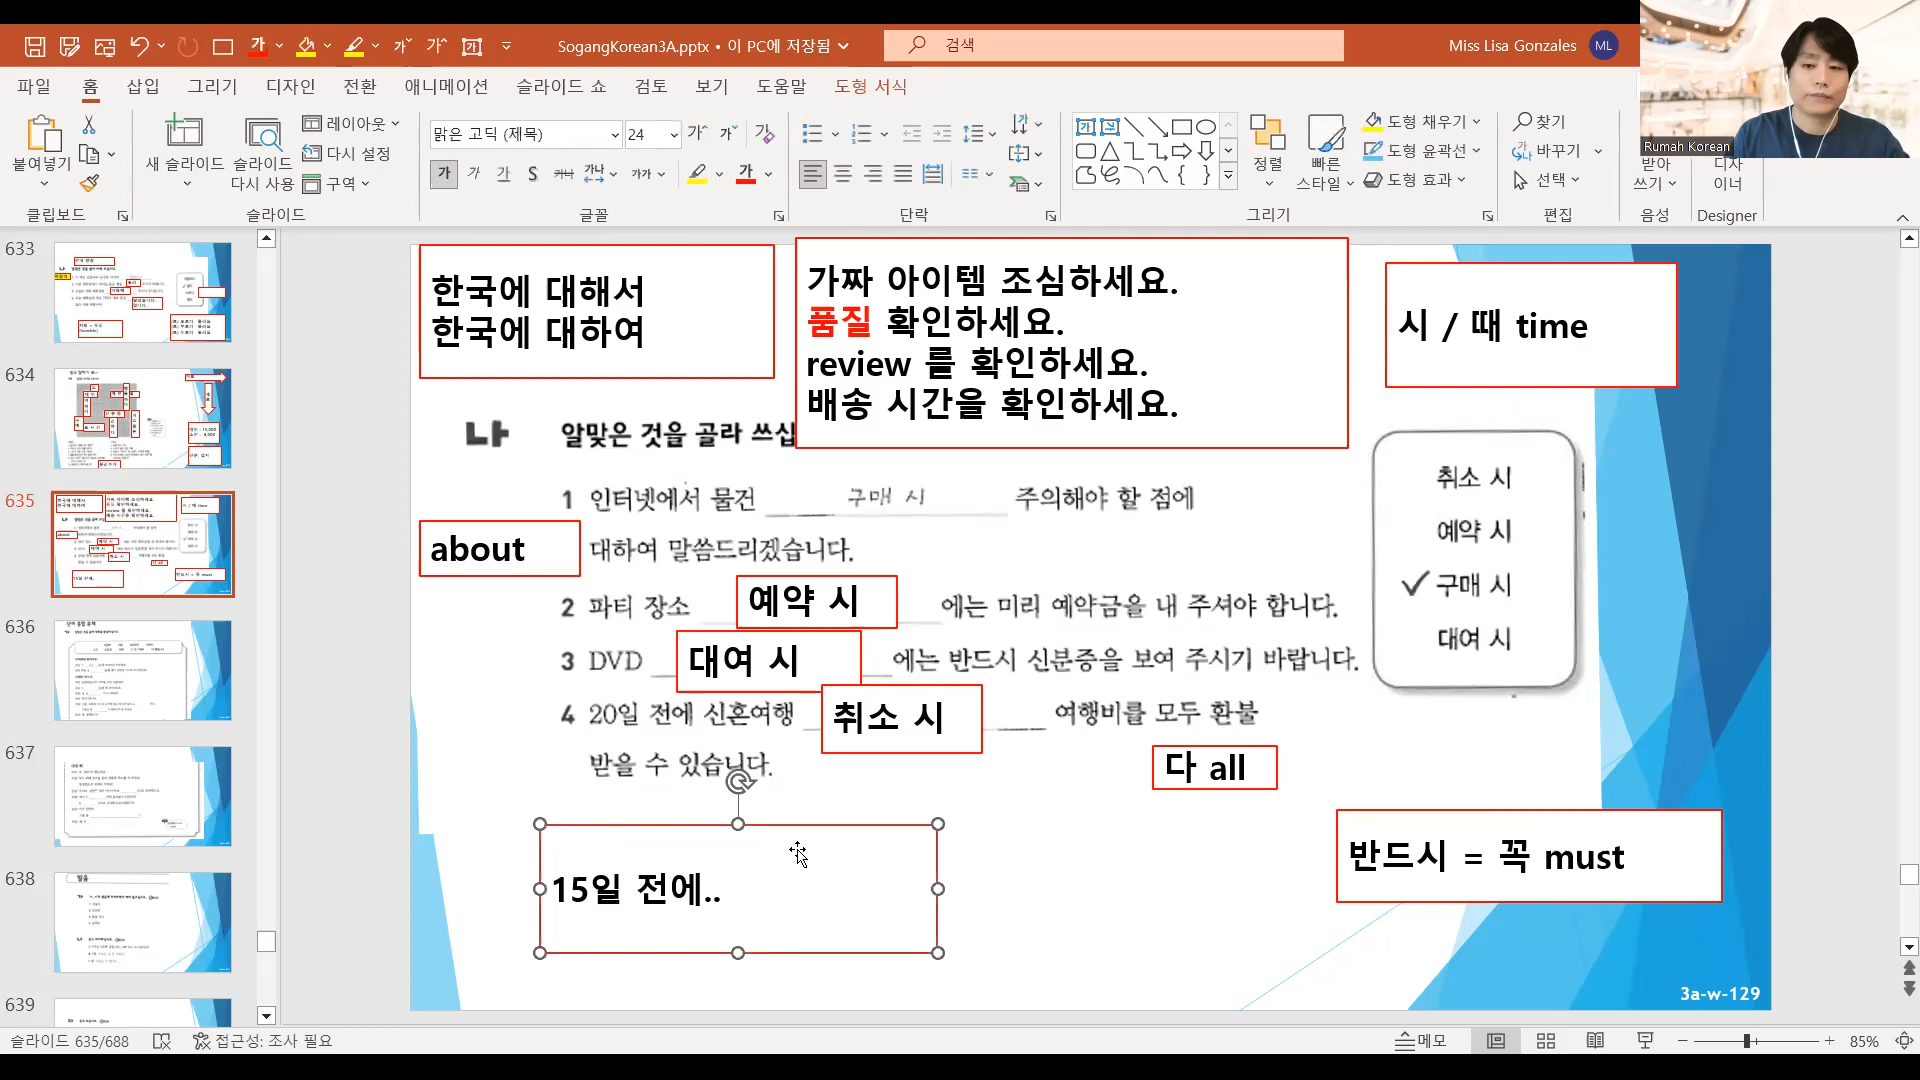 SogangKorean3A.pptx • 이 PC에 저장됨
검색
Miss Lisa Gonzales
ML
파일 홈 삽입 그리기 디자인 전환 애니메이션 슬라이드 쇼 검토 보기 도움말 도형 서식
붙여넣기
새 슬라이드
슬라이드 다시 사용
레이아웃
다시 설정
구역
맑은 고딕 (제목)
24
정렬
빠른 스타일
도형 채우기
도형 윤곽선
도형 효과
찾기
바꾸기
선택
받아쓰기
디자이너
클립보드
슬라이드
글꼴
단락
그리기
편집
음성
Designer
Rumah Korean
633
634
635
636
637
638
639
한국에 대해서
한국에 대하여
가짜 아이템 조심하세요.
품질 확인하세요.
review 를 확인하세요.
배송 시간을 확인하세요.
시 / 때 time
나 알맞은 것을 골라 쓰십
1 인터넷에서 물건 구매 시 주의해야 할 점에
about
대하여 말씀드리겠습니다.
2 파티 장소 예약 시 에는 미리 예약금을 내 주셔야 합니다.
3 DVD 대여 시 에는 반드시 신분증을 보여 주시기 바랍니다.
4 20일 전에 신혼여행 취소 시 여행비를 모두 환불
받을 수 있습니다.
다 all
취소 시
예약 시
✓ 구매 시
대여 시
15일 전에..
반드시 = 꼭 must
3a-w-129
슬라이드 635/688
접근성: 조사 필요
메모
85%